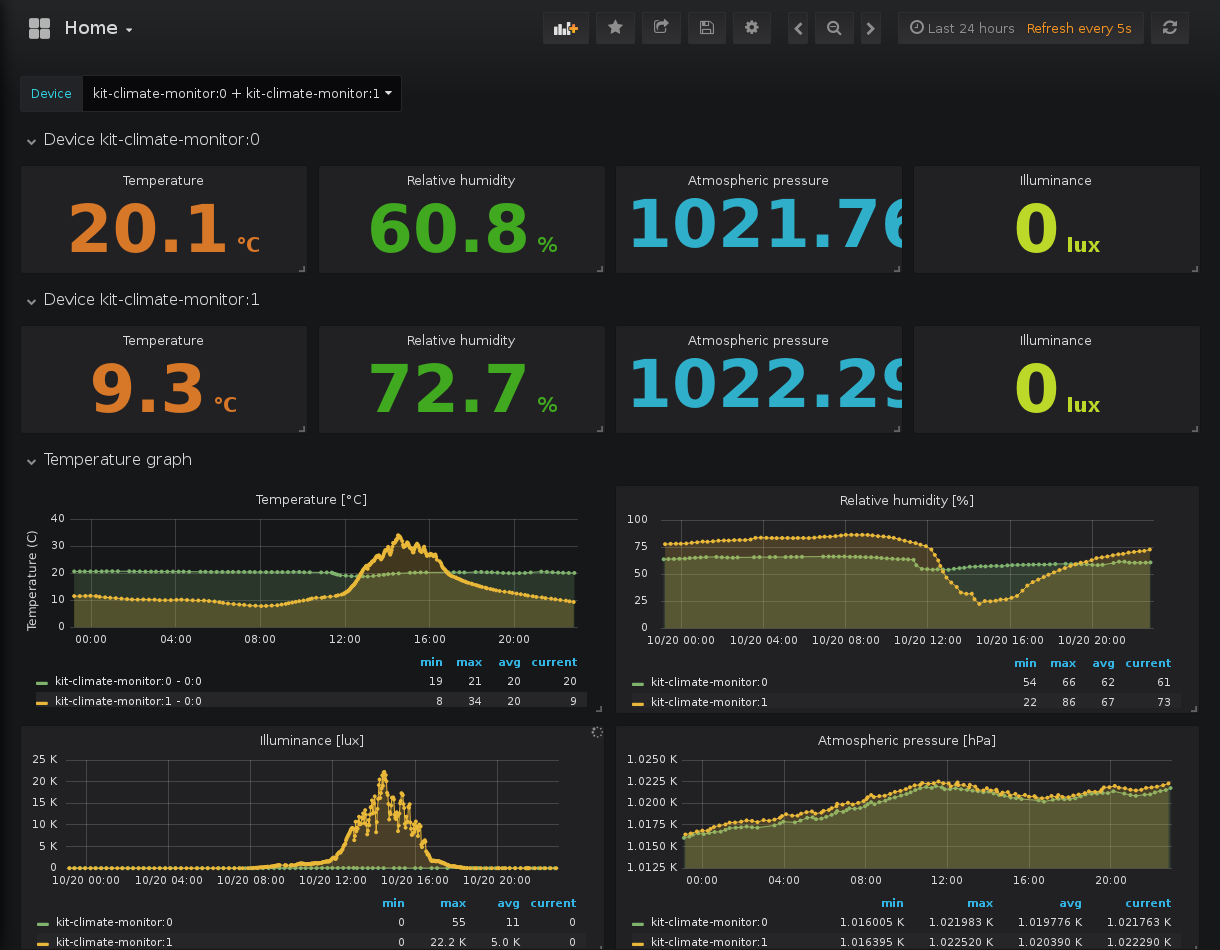 Home
Last 24 hours Refresh every 5s
Device kit-climate-monitor:0 + kit-climate-monitor:1
Device kit-climate-monitor:0
Temperature Relative humidity Atmospheric pressure Illuminance
20.1 °C 60.8 % 1021.76 0 lux
Device kit-climate-monitor:1
Temperature Relative humidity Atmospheric pressure Illuminance
9.3 °C 72.7 % 1022.29 0 lux
Temperature graph
Temperature [°C]
Temperature (C)
40
30
20
10
0
00:00 04:00 08:00 12:00 16:00 20:00
min max avg current
kit-climate-monitor:0 - 0:0 19 21 20 20
kit-climate-monitor:1 - 0:0 8 34 20 9
Relative humidity [%]
100
75
50
25
0
10/20 00:00 10/20 04:00 10/20 08:00 10/20 12:00 10/20 16:00 10/20 20:00
min max avg current
kit-climate-monitor:0 54 66 62 61
kit-climate-monitor:1 22 86 67 73
Illuminance [lux]
25 K
20 K
15 K
10 K
5 K
0
10/20 00:00 10/20 04:00 10/20 08:00 10/20 12:00 10/20 16:00 10/20 20:00
min max avg current
kit-climate-monitor:0 0 55 11 0
kit-climate-monitor:1 0 22.2 K 5.0 K 0
Atmospheric pressure [hPa]
1.0250 K
1.0225 K
1.0200 K
1.0175 K
1.0150 K
1.0125 K
00:00 04:00 08:00 12:00 16:00 20:00
min max avg current
kit-climate-monitor:0 1.016005 K 1.021983 K 1.019776 K 1.021763 K
kit-climate-monitor:1 1.016395 K 1.022520 K 1.020390 K 1.022290 K